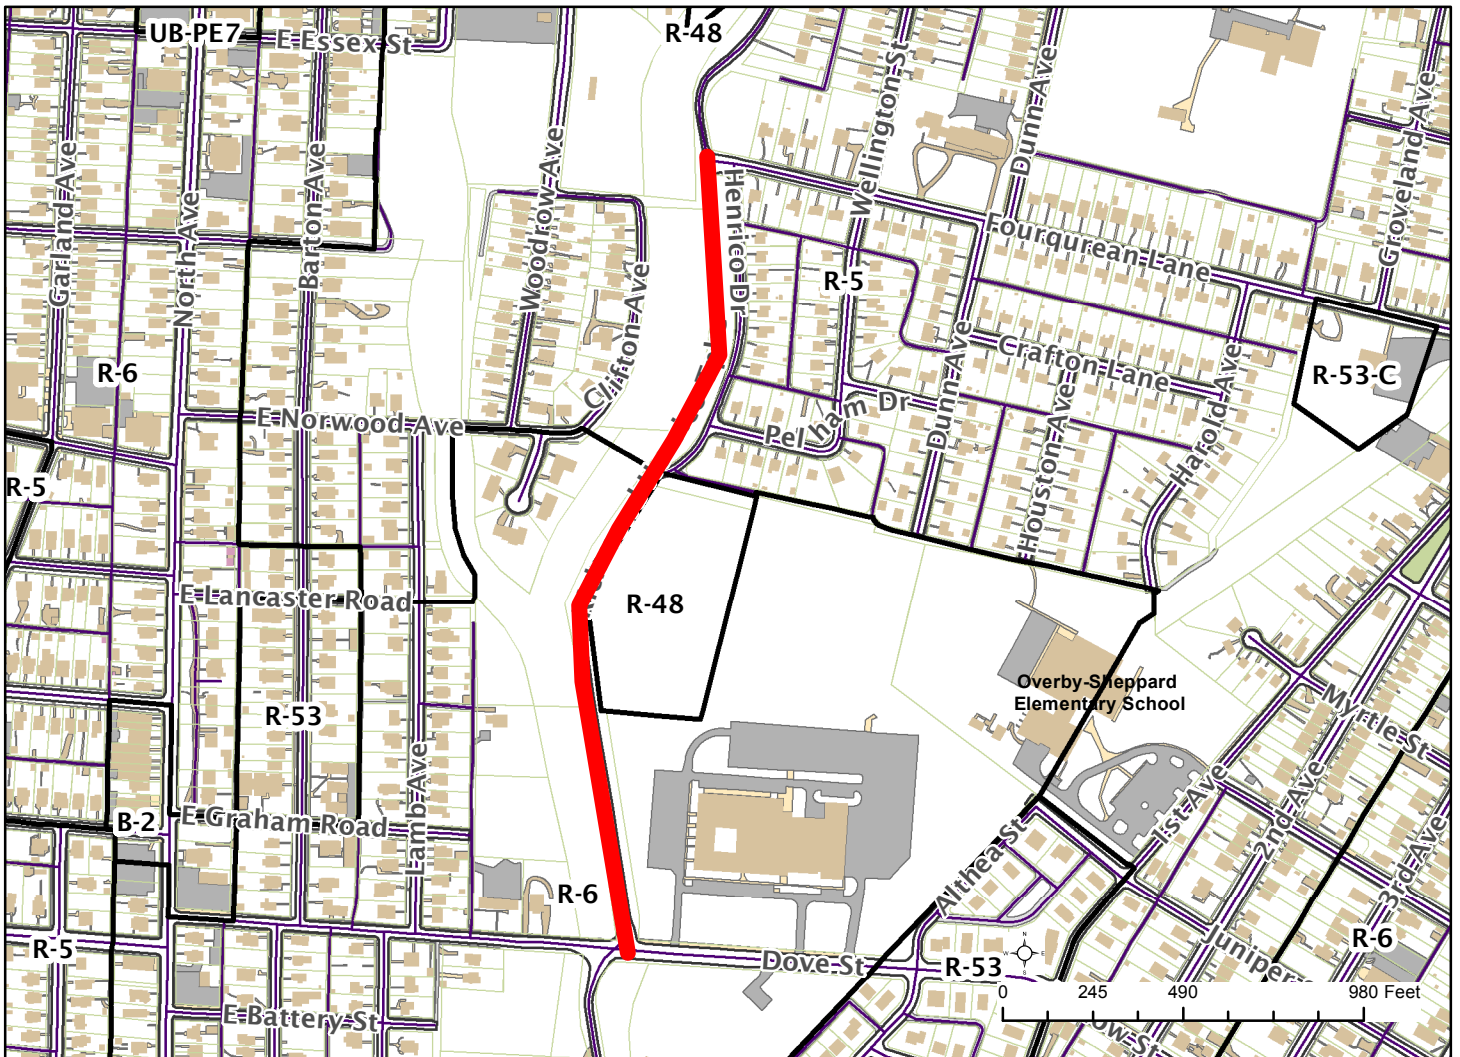 UB-PE7
E Essex St
R-48
Wellington St
Dunn Ave
Groveland Ave
Garland Ave
North Ave
Barton Ave
Woodrow Ave
Clifton Ave
Henrico Dr
Fourqurean Lane
R-5
Crafton Lane
R-53-C
R-6
E Norwood Ave
Pelham Dr
Dunn Ave
Houston Ave
Harold Ave
R-5
E Lancaster Road
R-48
Overby-Sheppard
Elementary School
Myrtle St
R-53
Lamb Ave
B-2
E Graham Road
1st Ave
2nd Ave
3rd Ave
Althea St
R-6
R-5
Dove St
R-53
Juniper
R-6
N
W
E
S
0 245 490 980 Feet
E Battery St